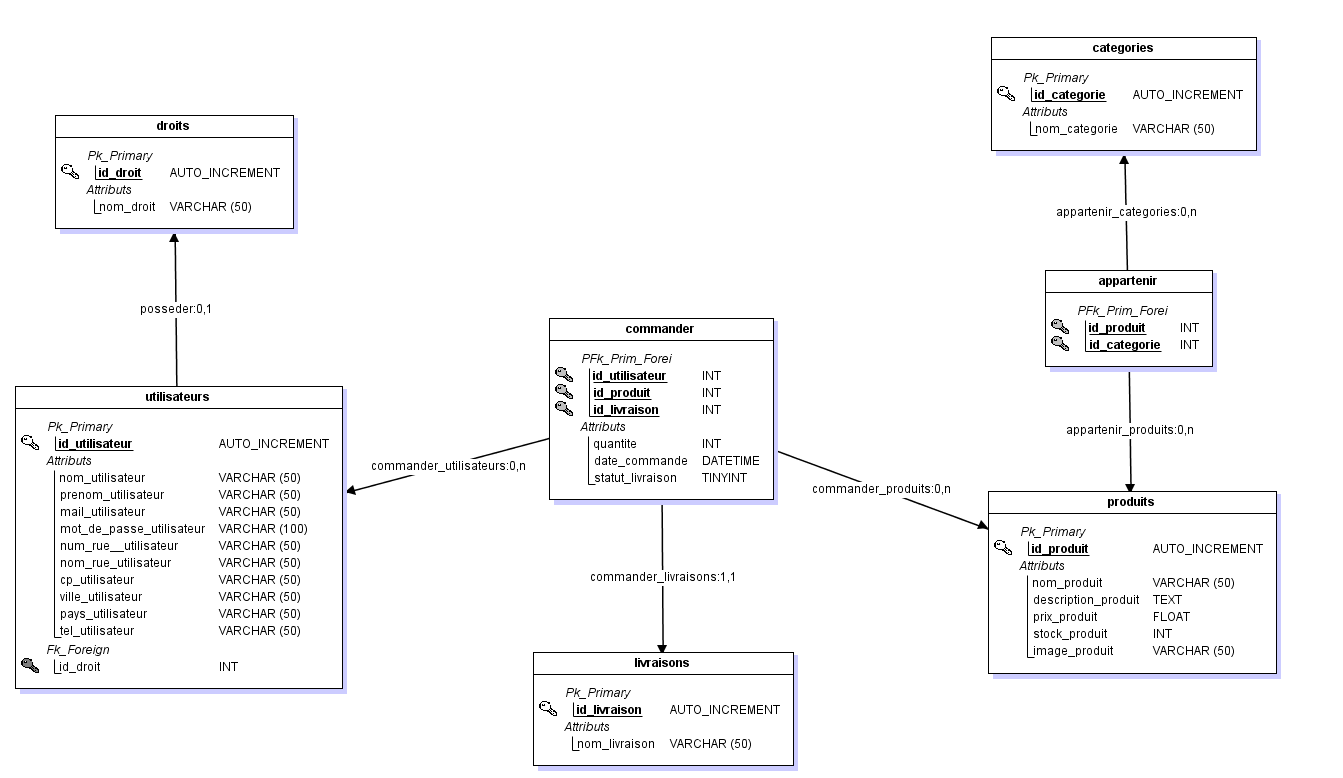 categories
Pk_Primary
id_categorie AUTO_INCREMENT
Attributs
nom_categorie VARCHAR (50)
droits
Pk_Primary
id_droit AUTO_INCREMENT
Attributs
nom_droit VARCHAR (50)
appartenir_categories:0,n
appartenir
PFk_Prim_Forei
id_produit INT
id_categorie INT
posseder:0,1
commander
PFk_Prim_Forei
id_utilisateur INT
id_produit INT
id_livraison INT
Attributs
quantite INT
date_commande DATETIME
statut_livraison TINYINT
utilisateurs
Pk_Primary
id_utilisateur AUTO_INCREMENT
Attributs
nom_utilisateur VARCHAR (50)
prenom_utilisateur VARCHAR (50)
mail_utilisateur VARCHAR (50)
mot_de_passe_utilisateur VARCHAR (100)
num_rue__utilisateur VARCHAR (50)
nom_rue_utilisateur VARCHAR (50)
cp_utilisateur VARCHAR (50)
ville_utilisateur VARCHAR (50)
pays_utilisateur VARCHAR (50)
tel_utilisateur VARCHAR (50)
Fk_Foreign
id_droit INT
commander_utilisateurs:0,n
appartenir_produits:0,n
commander_produits:0,n
produits
Pk_Primary
id_produit AUTO_INCREMENT
Attributs
nom_produit VARCHAR (50)
description_produit TEXT
prix_produit FLOAT
stock_produit INT
image_produit VARCHAR (50)
commander_livraisons:1,1
livraisons
Pk_Primary
id_livraison AUTO_INCREMENT
Attributs
nom_livraison VARCHAR (50)